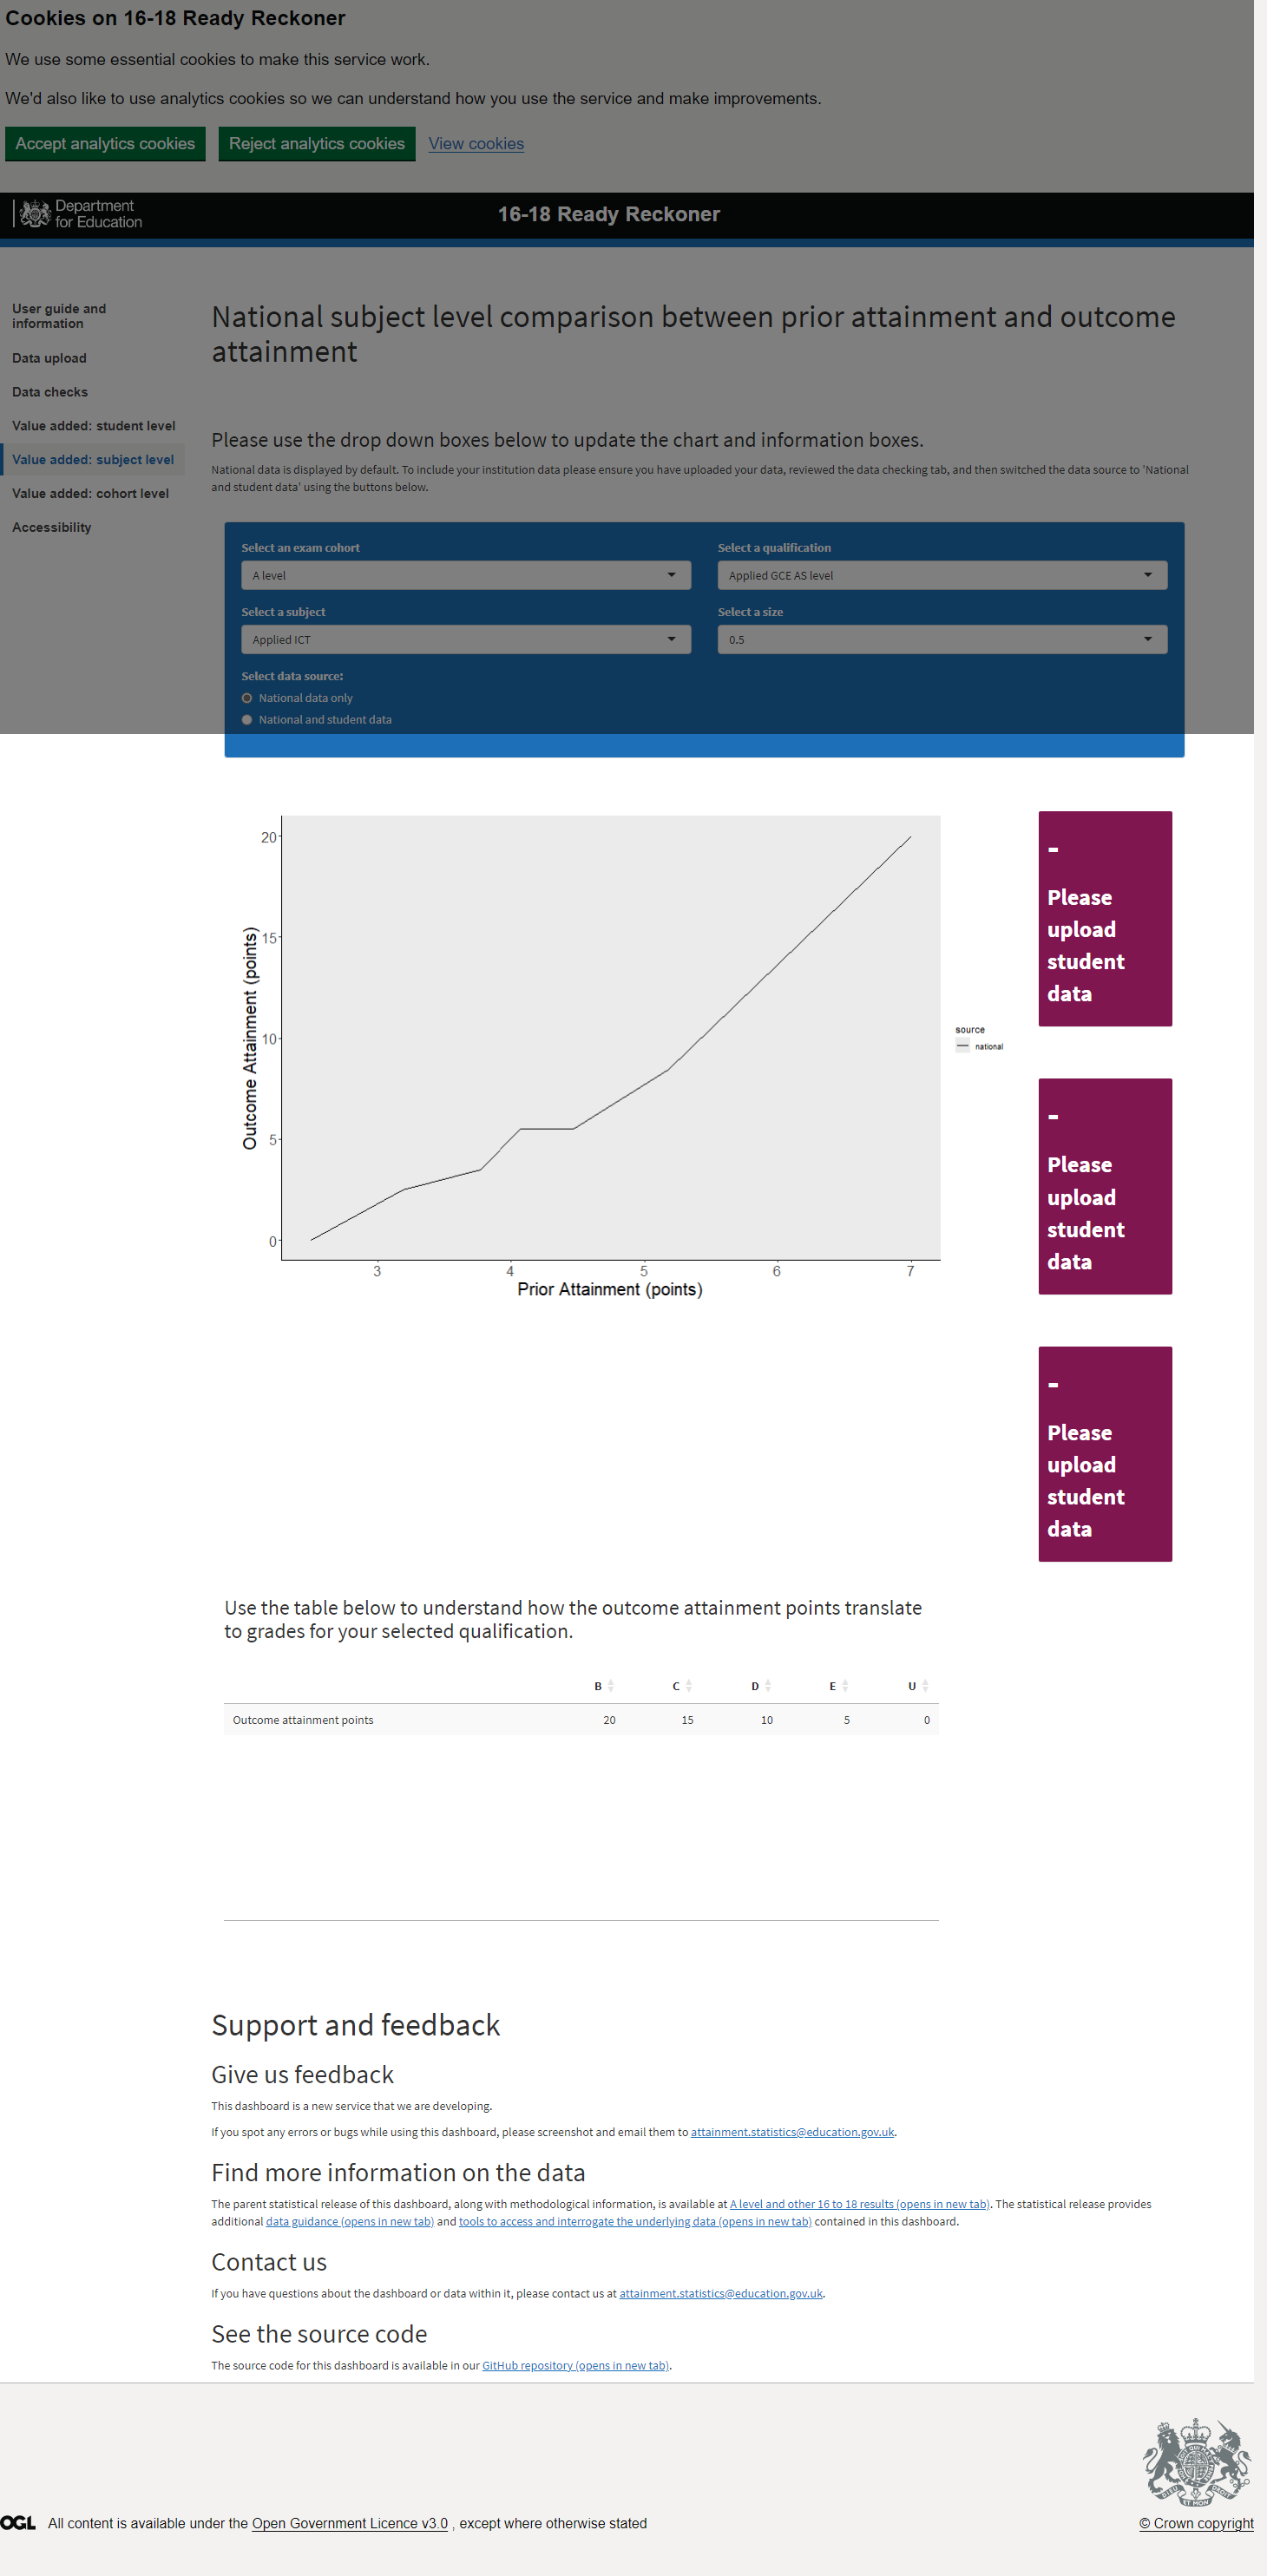 Cookies on 16-18 Ready Reckoner
We use some essential cookies to make this service work.
We'd also like to use analytics cookies so we can understand how you use the service and make improvements.
Accept analytics cookies Reject analytics cookies View cookies
Department
for Education
16-18 Ready Reckoner
User guide and
information
Data upload
Data checks
Value added: student level
Value added: subject level
Value added: cohort level
Accessibility
National subject level comparison between prior attainment and outcome
attainment
Please use the drop down boxes below to update the chart and information boxes.
National data is displayed by default. To include your institution data please ensure you have uploaded your data, reviewed the data checking tab, and then switched the data source to 'National
and student data' using the buttons below.
Select an exam cohort
A level
Select a qualification
Applied GCE AS level
Select a subject
Applied ICT
Select a size
0.5
Select data source:
National data only
National and student data
Outcome Attainment (points)
20
15
10
5
0
3 4 5 6 7
Prior Attainment (points)
source
national
-
Please
upload
student
data
-
Please
upload
student
data
-
Please
upload
student
data
Use the table below to understand how the outcome attainment points translate
to grades for your selected qualification.
B C D E U
Outcome attainment points 20 15 10 5 0
Support and feedback
Give us feedback
This dashboard is a new service that we are developing.
If you spot any errors or bugs while using this dashboard, please screenshot and email them to attainment.statistics@education.gov.uk.
Find more information on the data
The parent statistical release of this dashboard, along with methodological information, is available at A level and other 16 to 18 results (opens in new tab). The statistical release provides
additional data guidance (opens in new tab) and tools to access and interrogate the underlying data (opens in new tab) contained in this dashboard.
Contact us
If you have questions about the dashboard or data within it, please contact us at attainment.statistics@education.gov.uk.
See the source code
The source code for this dashboard is available in our GitHub repository (opens in new tab).
OGL All content is available under the Open Government Licence v3.0 , except where otherwise stated
© Crown copyright